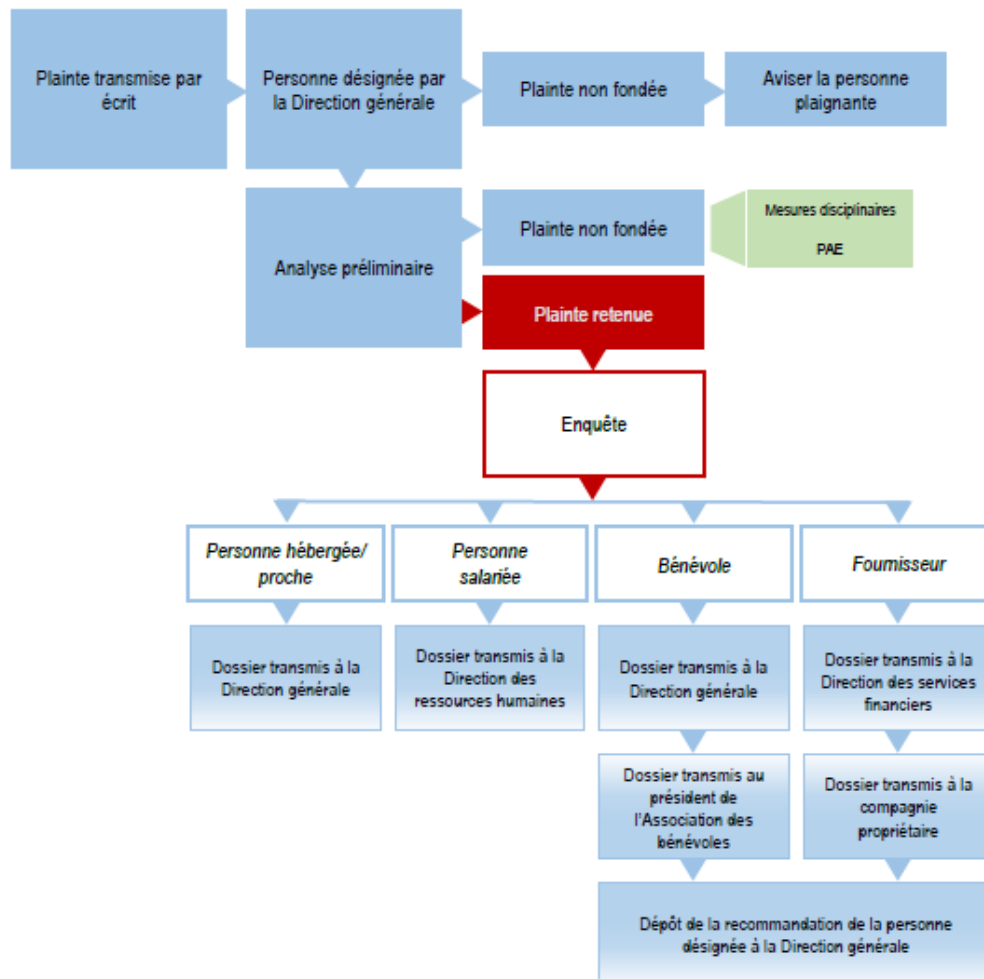 Plainte transmise par
écrit
Personne désignée par
la Direction générale
Plainte non fondée
Aviser la personne
plaignante
Analyse préliminaire
Plainte non fondée
Mesures disciplinaires
PAE
Plainte retenue
Enquête
Personne hébergée/
proche
Personne
salariée
Bénévole
Fournisseur
Dossier transmis à la
Direction générale
Dossier transmis à la
Direction des
ressources humaines
Dossier transmis à la
Direction générale
Dossier transmis à la
Direction des services
financiers
Dossier transmis au
président de
l'Association des
bénévoles
Dossier transmis à la
compagnie
propriétaire
Dépôt de la recommandation de la personne
désignée à la Direction générale